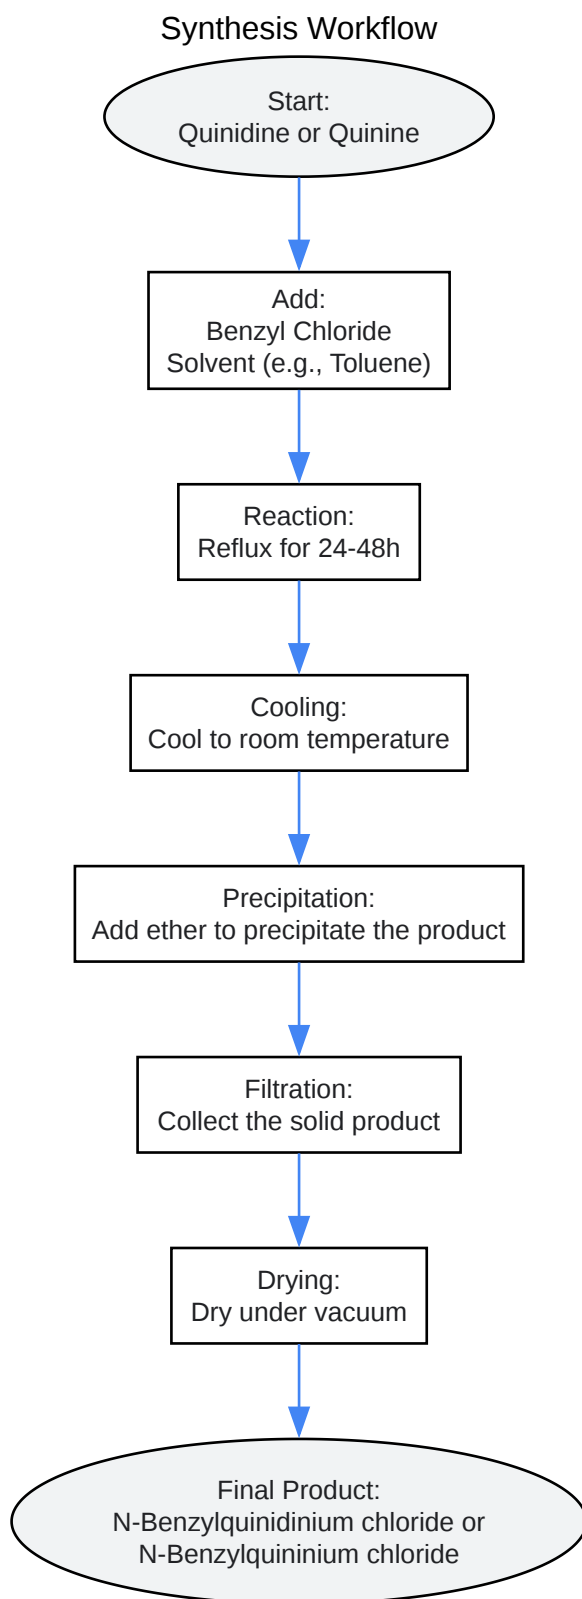 Synthesis Workflow
Start:
Quinidine or Quinine
Add:
Benzyl Chloride
Solvent (e.g., Toluene)
Reaction:
Reflux for 24-48h
Cooling:
Cool to room temperature
Precipitation:
Add ether to precipitate the product
Filtration:
Collect the solid product
Drying:
Dry under vacuum
Final Product:
N-Benzylquinidinium chloride or
N-Benzylquininium chloride